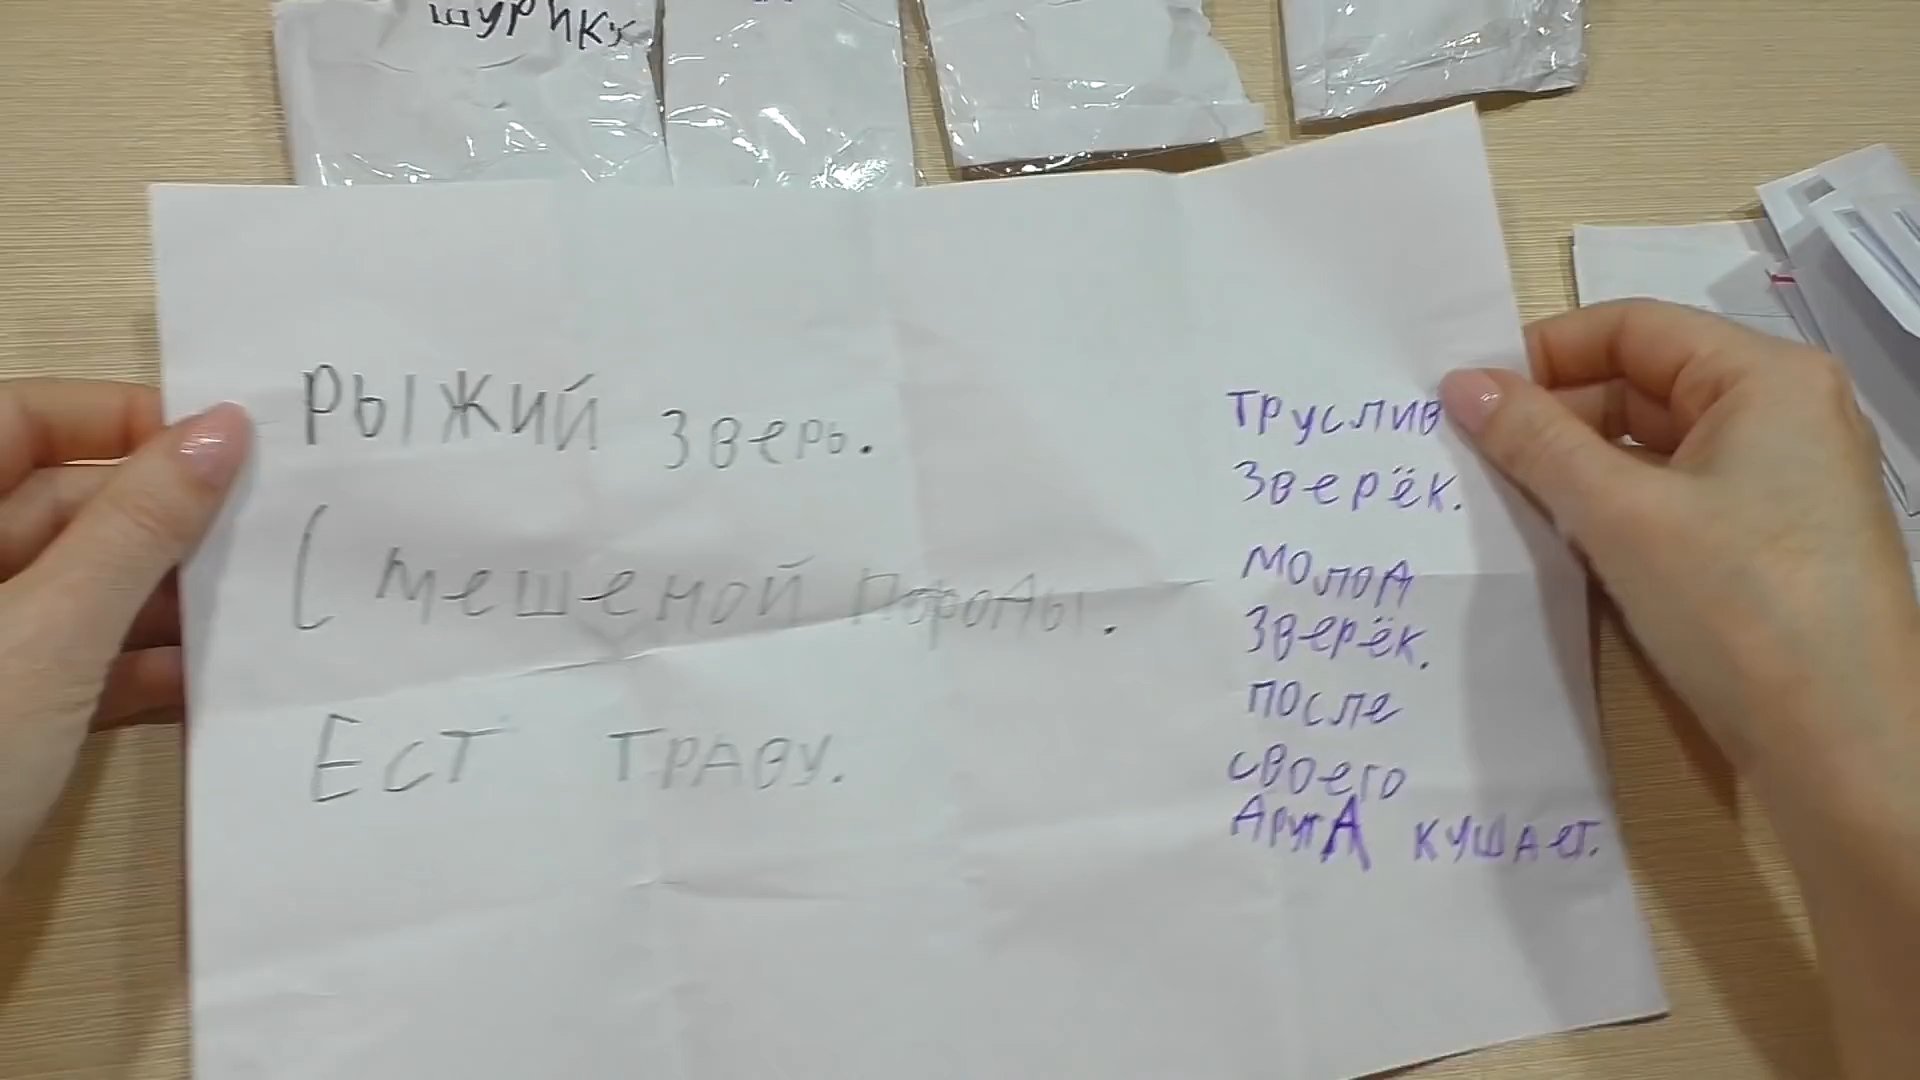 ШУРИКУ
РЫЖИЙ зверь.
Смешеной породы.
ЕСТ ТРАВУ.
труслив
зверёк.
молод
зверёк.
после
своего
друга кушает.